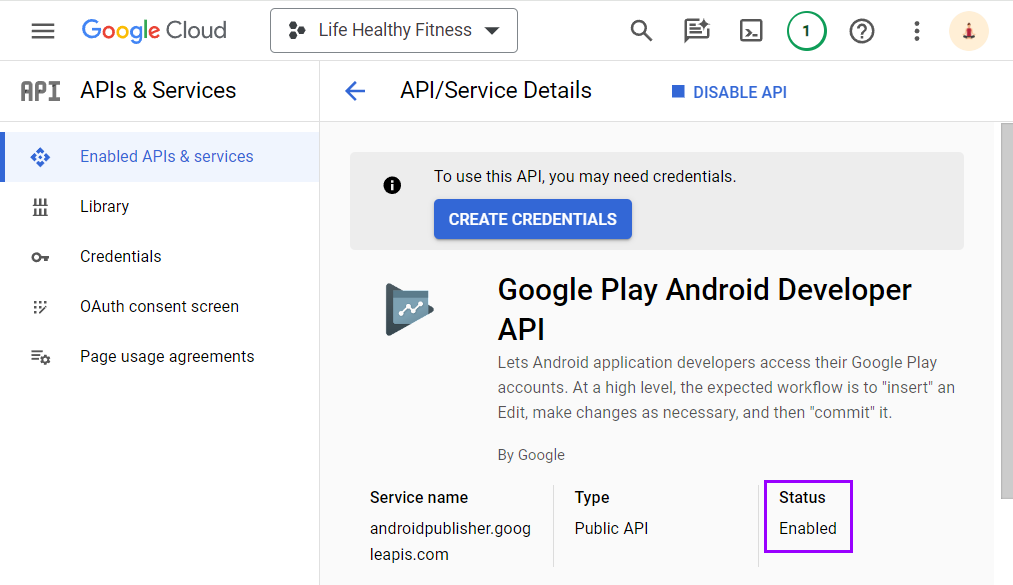 Google Cloud
Life Healthy Fitness
1
API
APIs & Services
API/Service Details
DISABLE API
Enabled APIs & services
Library
Credentials
OAuth consent screen
Page usage agreements
To use this API, you may need credentials.
CREATE CREDENTIALS
Google Play Android Developer
API
Lets Android application developers access their Google Play
accounts. At a high level, the expected workflow is to "insert" an
Edit, make changes as necessary, and then "commit" it.
By Google
Service name
androidpublisher.goog
leapis.com
Type
Public API
Status
Enabled